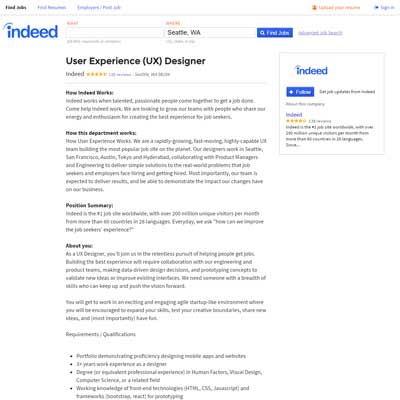 Find Jobs Find Resumes Employers / Post Job Upload your resume Sign in
WHAT WHERE
indeed
Seattle, WA Find Jobs Advanced Job Search
job title, keywords or company city, state, or zip
User Experience (UX) Designer
Indeed reviews - Seattle, WA
How Indeed Works:
Indeed works when talented, passionate people come together to get a job done.
Come help Indeed work. We are looking to grow our teams with people who share our
energy and enthusiasm for creating the best experience for job seekers.
How this department works:
How User Experience Works. We are a rapidly-growing, fast-moving, highly-capable UX
team building the most popular job site on the planet. Our designers work in Seattle,
San Francisco, Austin, Tokyo and Hyderabad, collaborating with Product Managers
and Engineering to deliver simple solutions to the real-world problems that job
seekers and employers face hiring and getting hired. Most importantly, our team is
expected to deliver results, and be able to demonstrate the impact our changes have
on our business.
Position Summary:
Indeed is the #1 job site worldwide, with over 200 million unique visitors per month
from more than 60 countries in 28 languages. Everyday, we ask "how can we improve
the job seekers' experience?"
About you:
As a UX Designer, you'll join us in the relentless pursuit of helping people get jobs.
Building the best experience will require collaboration with our engineering and
product teams, making data-driven design decisions, and prototyping concepts to
validate new ideas or improve existing interfaces. We need someone with a breadth of
skills who can keep up and push the vision forward.
You will get to work in an exciting and engaging agile startup-like environment where
you will be encouraged to expand your skills, test your creative boundaries, share new
ideas, and (most importantly) have fun.
Requirements / Qualifications
Portfolio demonstrating proficiency designing mobile apps and websites
3+ years work experience as a designer
Degree (or equivalent professional experience) in Human Factors, Visual Design,
Computer Science, or a related field
Working knowledge of front-end technologies (HTML, CSS, Javascript) and
frameworks (bootstrap, react) for prototyping
indeed
Follow Get job updates from Indeed
About this company
Indeed
reviews
Indeed is the #1 job site worldwide, with over
200 million unique visitors per month from
more than 60 countries in 28 languages.
Since...